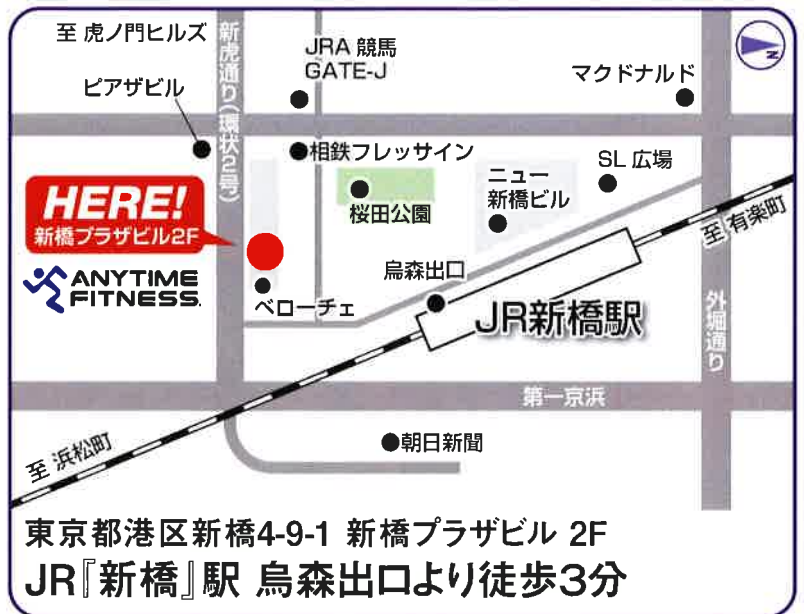 至 虎ノ門ヒルズ
新虎通り(環状2号)
JRA 競馬
GATE-J
マクドナルド
N
ピアザビル
相鉄フレッサイン
SL 広場
ニュー
新橋ビル
桜田公園
HERE!
新橋プラザビル2F
至 有楽町
烏森出口
ANYTIME
FITNESS.
ベローチェ
JR新橋駅
外堀通り
第一京浜
朝日新聞
至 浜松町
東京都港区新橋4-9-1 新橋プラザビル 2F
JR『新橋』駅 烏森出口より徒歩3分